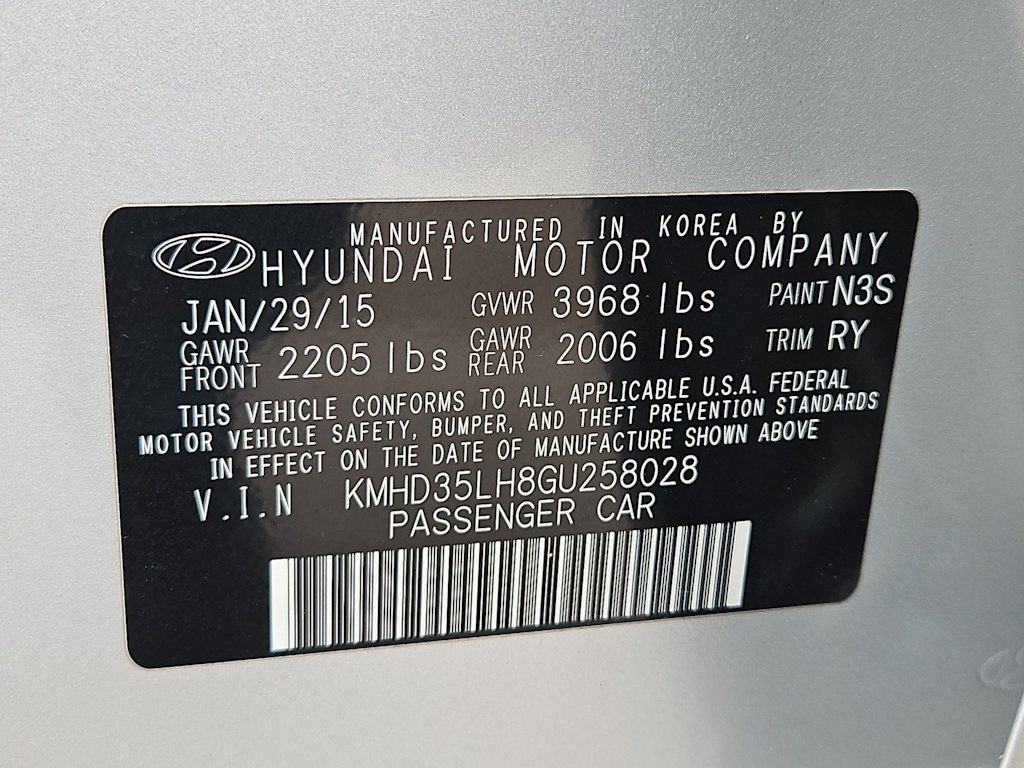 MANUFACTURED IN KOREA BY
HYUNDAI MOTOR COMPANY
JAN/29/15 GVWR 3968 lbs PAINT N3S
GAWR FRONT 2205 lbs GAWR REAR 2006 lbs TRIM RY
THIS VEHICLE CONFORMS TO ALL APPLICABLE U.S.A. FEDERAL
MOTOR VEHICLE SAFETY, BUMPER, AND THEFT PREVENTION STANDARDS
IN EFFECT ON THE DATE OF MANUFACTURE SHOWN ABOVE
V.I.N KMHD35LH8GU258028
PASSENGER CAR